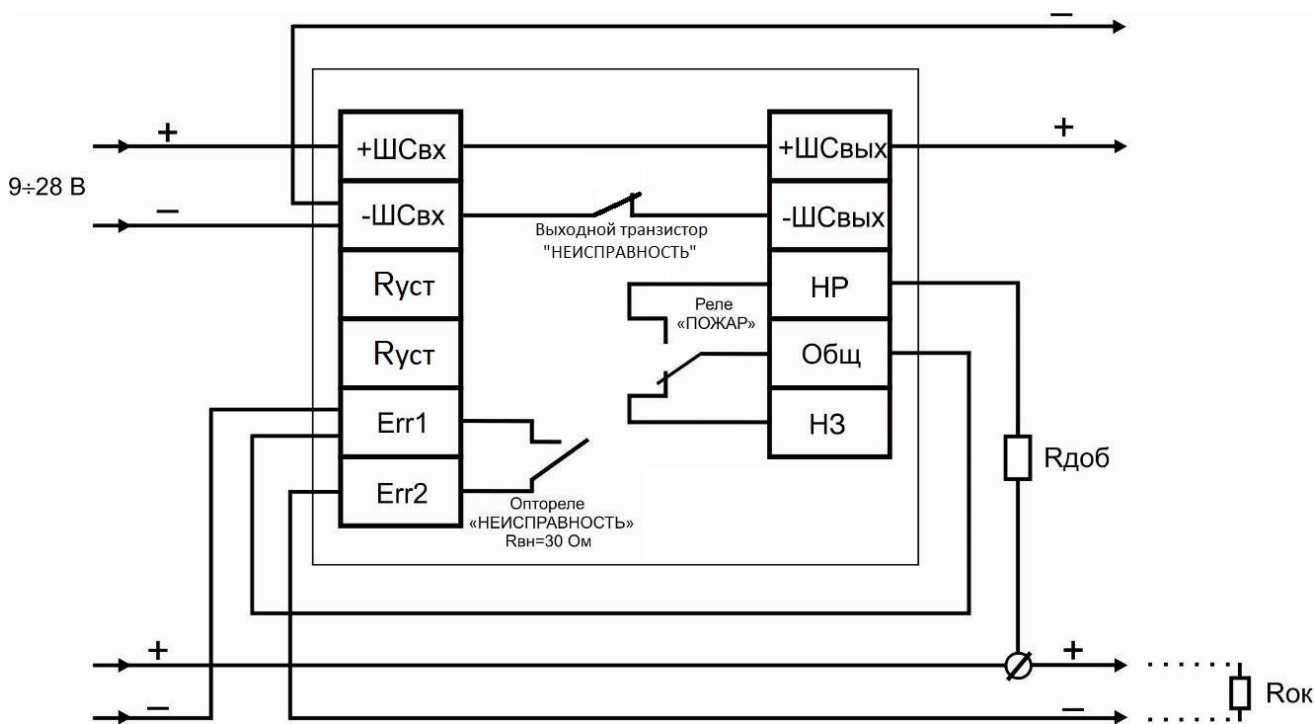 –
+
+
9÷28 В
–
+ШСвх
-ШСвх
Rуст
Rуст
Err1
Err2
Выходной транзистор
"НЕИСПРАВНОСТЬ"
Реле
«ПОЖАР»
Оптореле
«НЕИСПРАВНОСТЬ»
Rвн=30 Ом
+ШСвых
-ШСвых
НР
Общ
НЗ
Rдоб
+
+
–
–
Rок